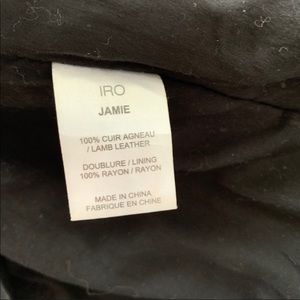 IRO
JAMIE
100% CUIR AGNEAU
/ LAMB LEATHER
DOUBLURE / LINING
100% RAYON / RAYON
MADE IN CHINA
FABRIQUE EN CHINE